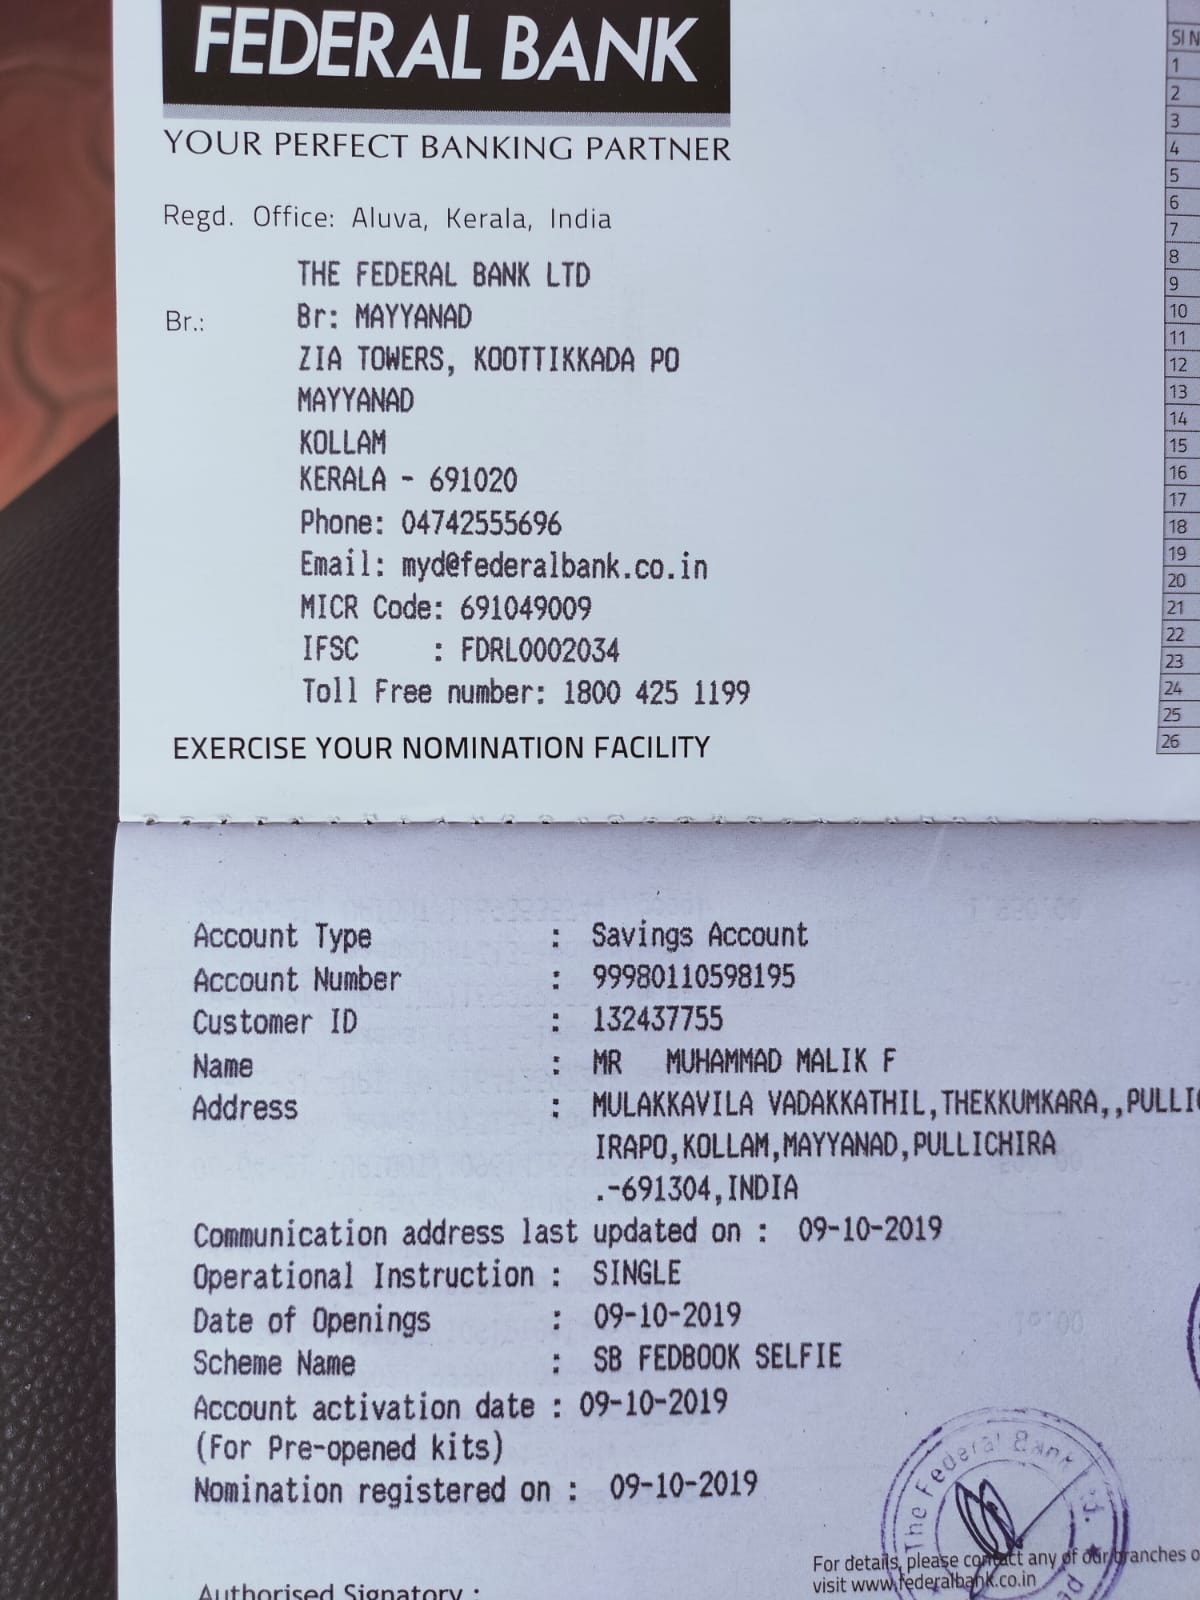 FEDERAL BANK
YOUR PERFECT BANKING PARTNER
Regd. Office: Aluva, Kerala, India
THE FEDERAL BANK LTD
Br.: Br: MAYYANAD
ZIA TOWERS, KOOTTIKKADA PO
MAYYANAD
KOLLAM
KERALA - 691020
Phone: 04742555696
Email: myd@federalbank.co.in
MICR Code: 691049009
IFSC : FDRL0002034
Toll Free number: 1800 425 1199
EXERCISE YOUR NOMINATION FACILITY
Sl N
1
2
3
4
5
6
7
8
9
10
11
12
13
14
15
16
17
18
19
20
21
22
23
24
25
26
Account Type : Savings Account
Account Number : 99980110598195
Customer ID : 132437755
Name : MR MUHAMMAD MALIK F
Address : MULAKKAVILA VADAKKATHIL,THEKKUMKARA,,PULLIC
IRAPO,KOLLAM,MAYYANAD,PULLICHIRA
.-691304,INDIA
Communication address last updated on : 09-10-2019
Operational Instruction : SINGLE
Date of Openings : 09-10-2019
Scheme Name : SB FEDBOOK SELFIE
Account activation date : 09-10-2019
(For Pre-opened kits)
Nomination registered on : 09-10-2019
The Federal Bank Ltd.
For details, please contact any of our branches o
visit www.federalbank.co.in
Authorised Signatory :